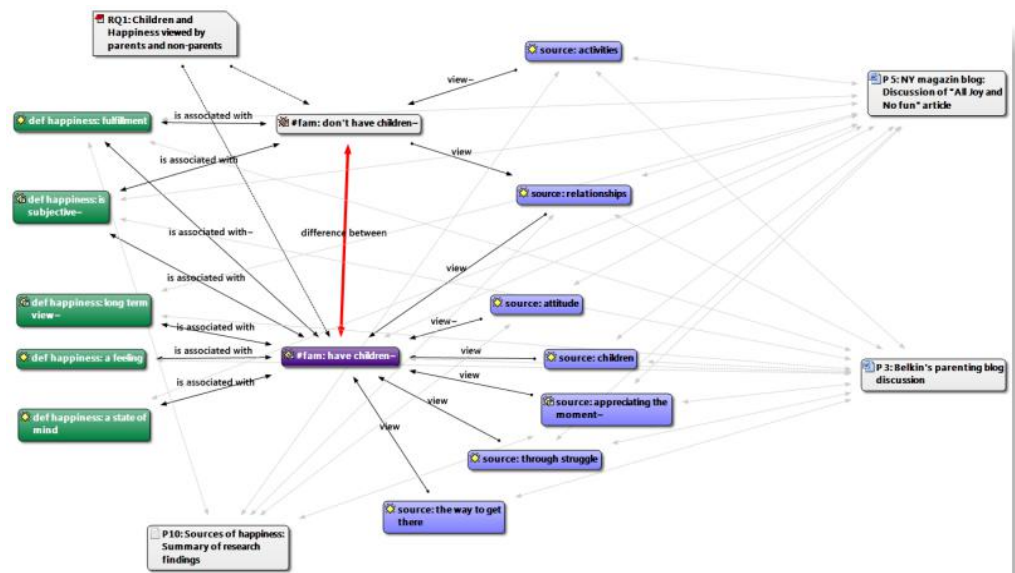 RQ1: Children and
Happiness viewed by
parents and non-parents
source: activities
view~
P 5: NY magazin blog:
Discussion of "All Joy and
No fun" article
def happiness: fulfillment
is associated with
#fam: don't have children~
view
is associated with
def happiness: is
subjective~
source: relationships
is associated with~
difference between
view
is associated with
def happiness: long term
view~
source: attitude
is associated with
view~
def happiness: a feeling
is associated with
#fam: have children~
view
source: children
P 3: Belkin's parenting blog
discussion
is associated with
view
source: appreciating the
moment~
def happiness: a state of
mind
view
view
source: through struggle
source: the way to get
there
P10: Sources of happiness:
Summary of research
findings